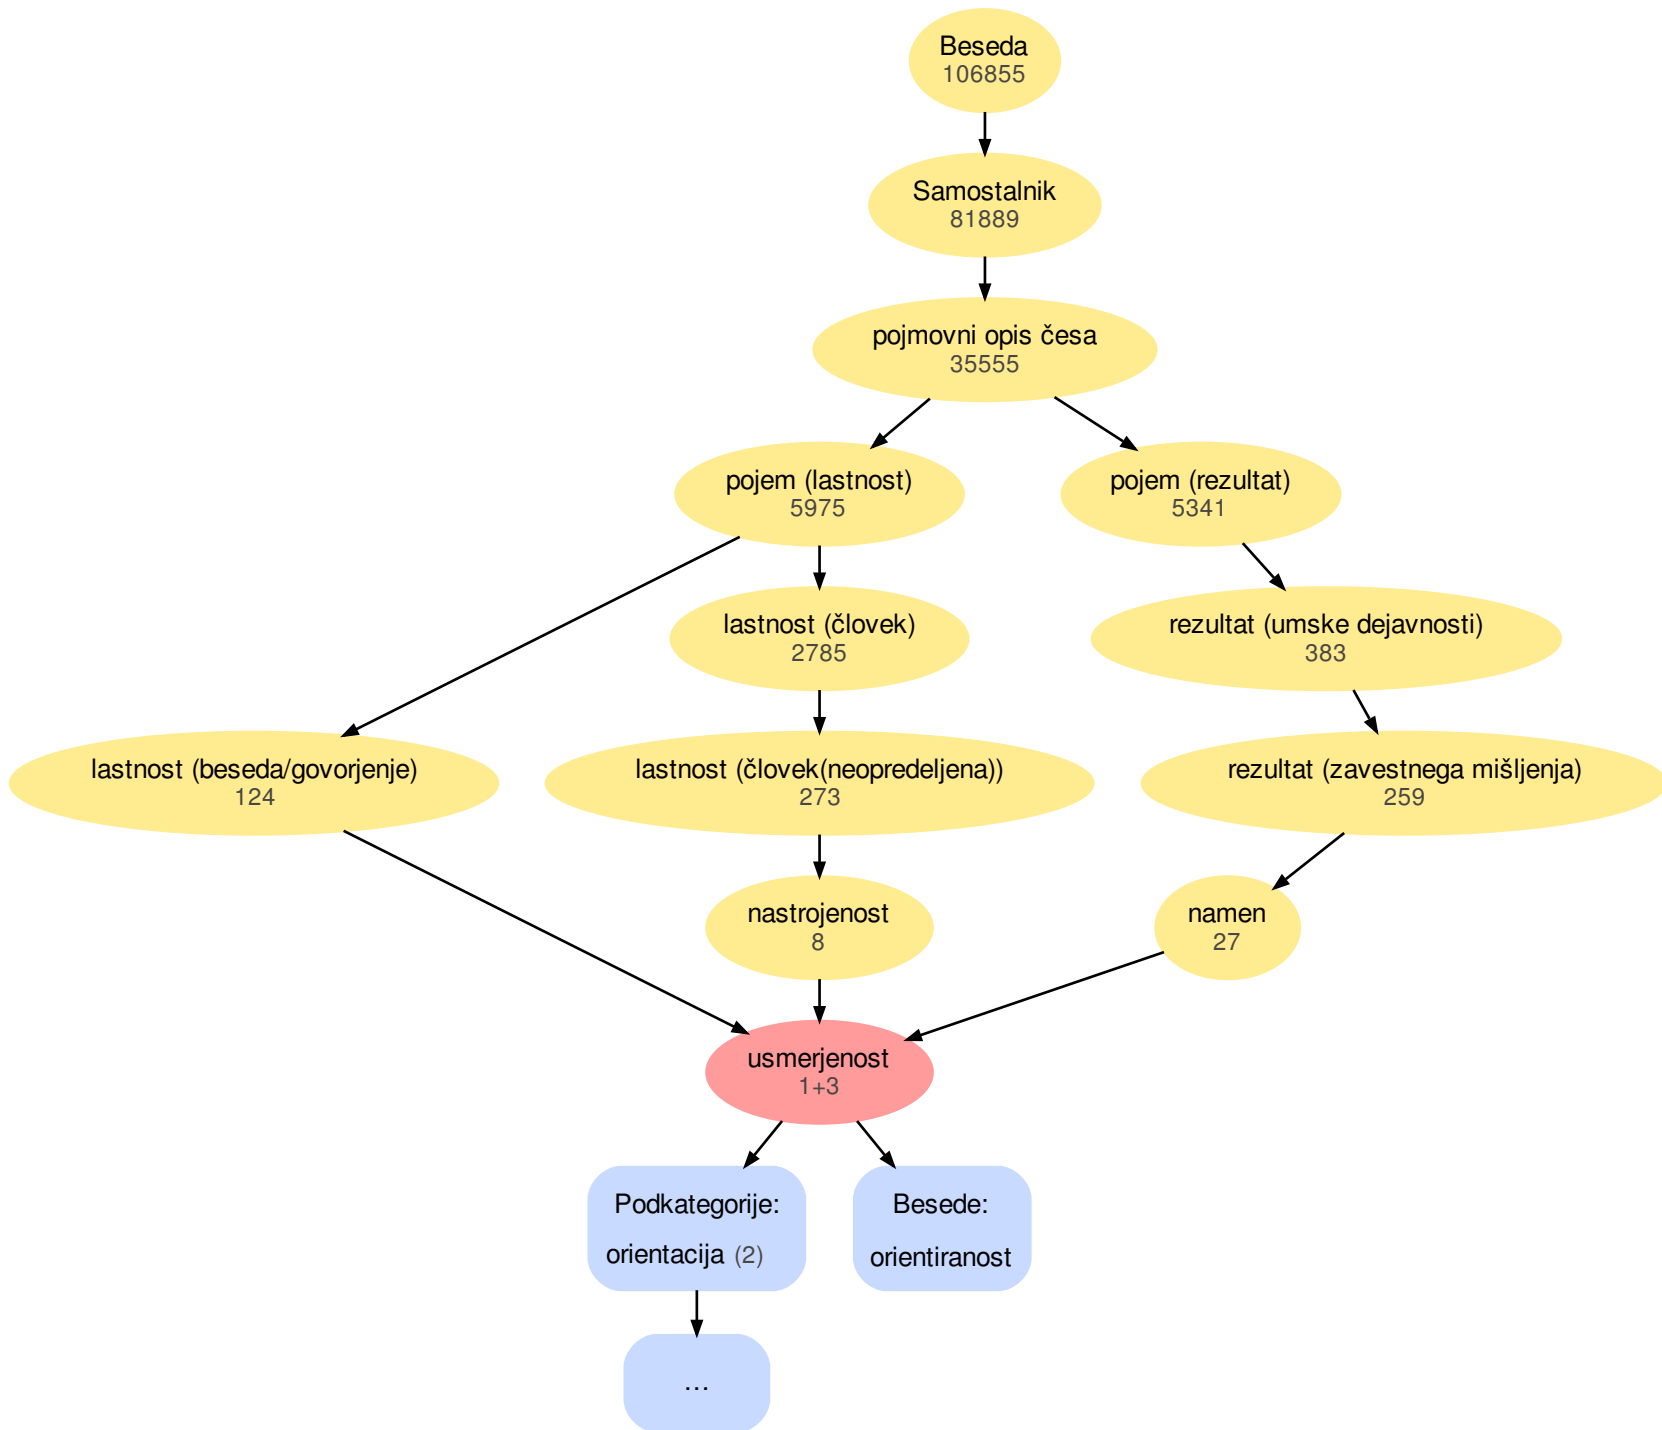 Beseda
106855
Samostalnik
81889
pojmovni opis česa
35555
pojem (lastnost)
5975
pojem (rezultat)
5341
lastnost (človek)
2785
rezultat (umske dejavnosti)
383
lastnost (beseda/govorjenje)
124
lastnost (človek(neopredeljena))
273
rezultat (zavestnega mišljenja)
259
nastrojenost
8
namen
27
usmerjenost
1+3
Podkategorije:
orientacija (2)
Besede:
orientiranost
...